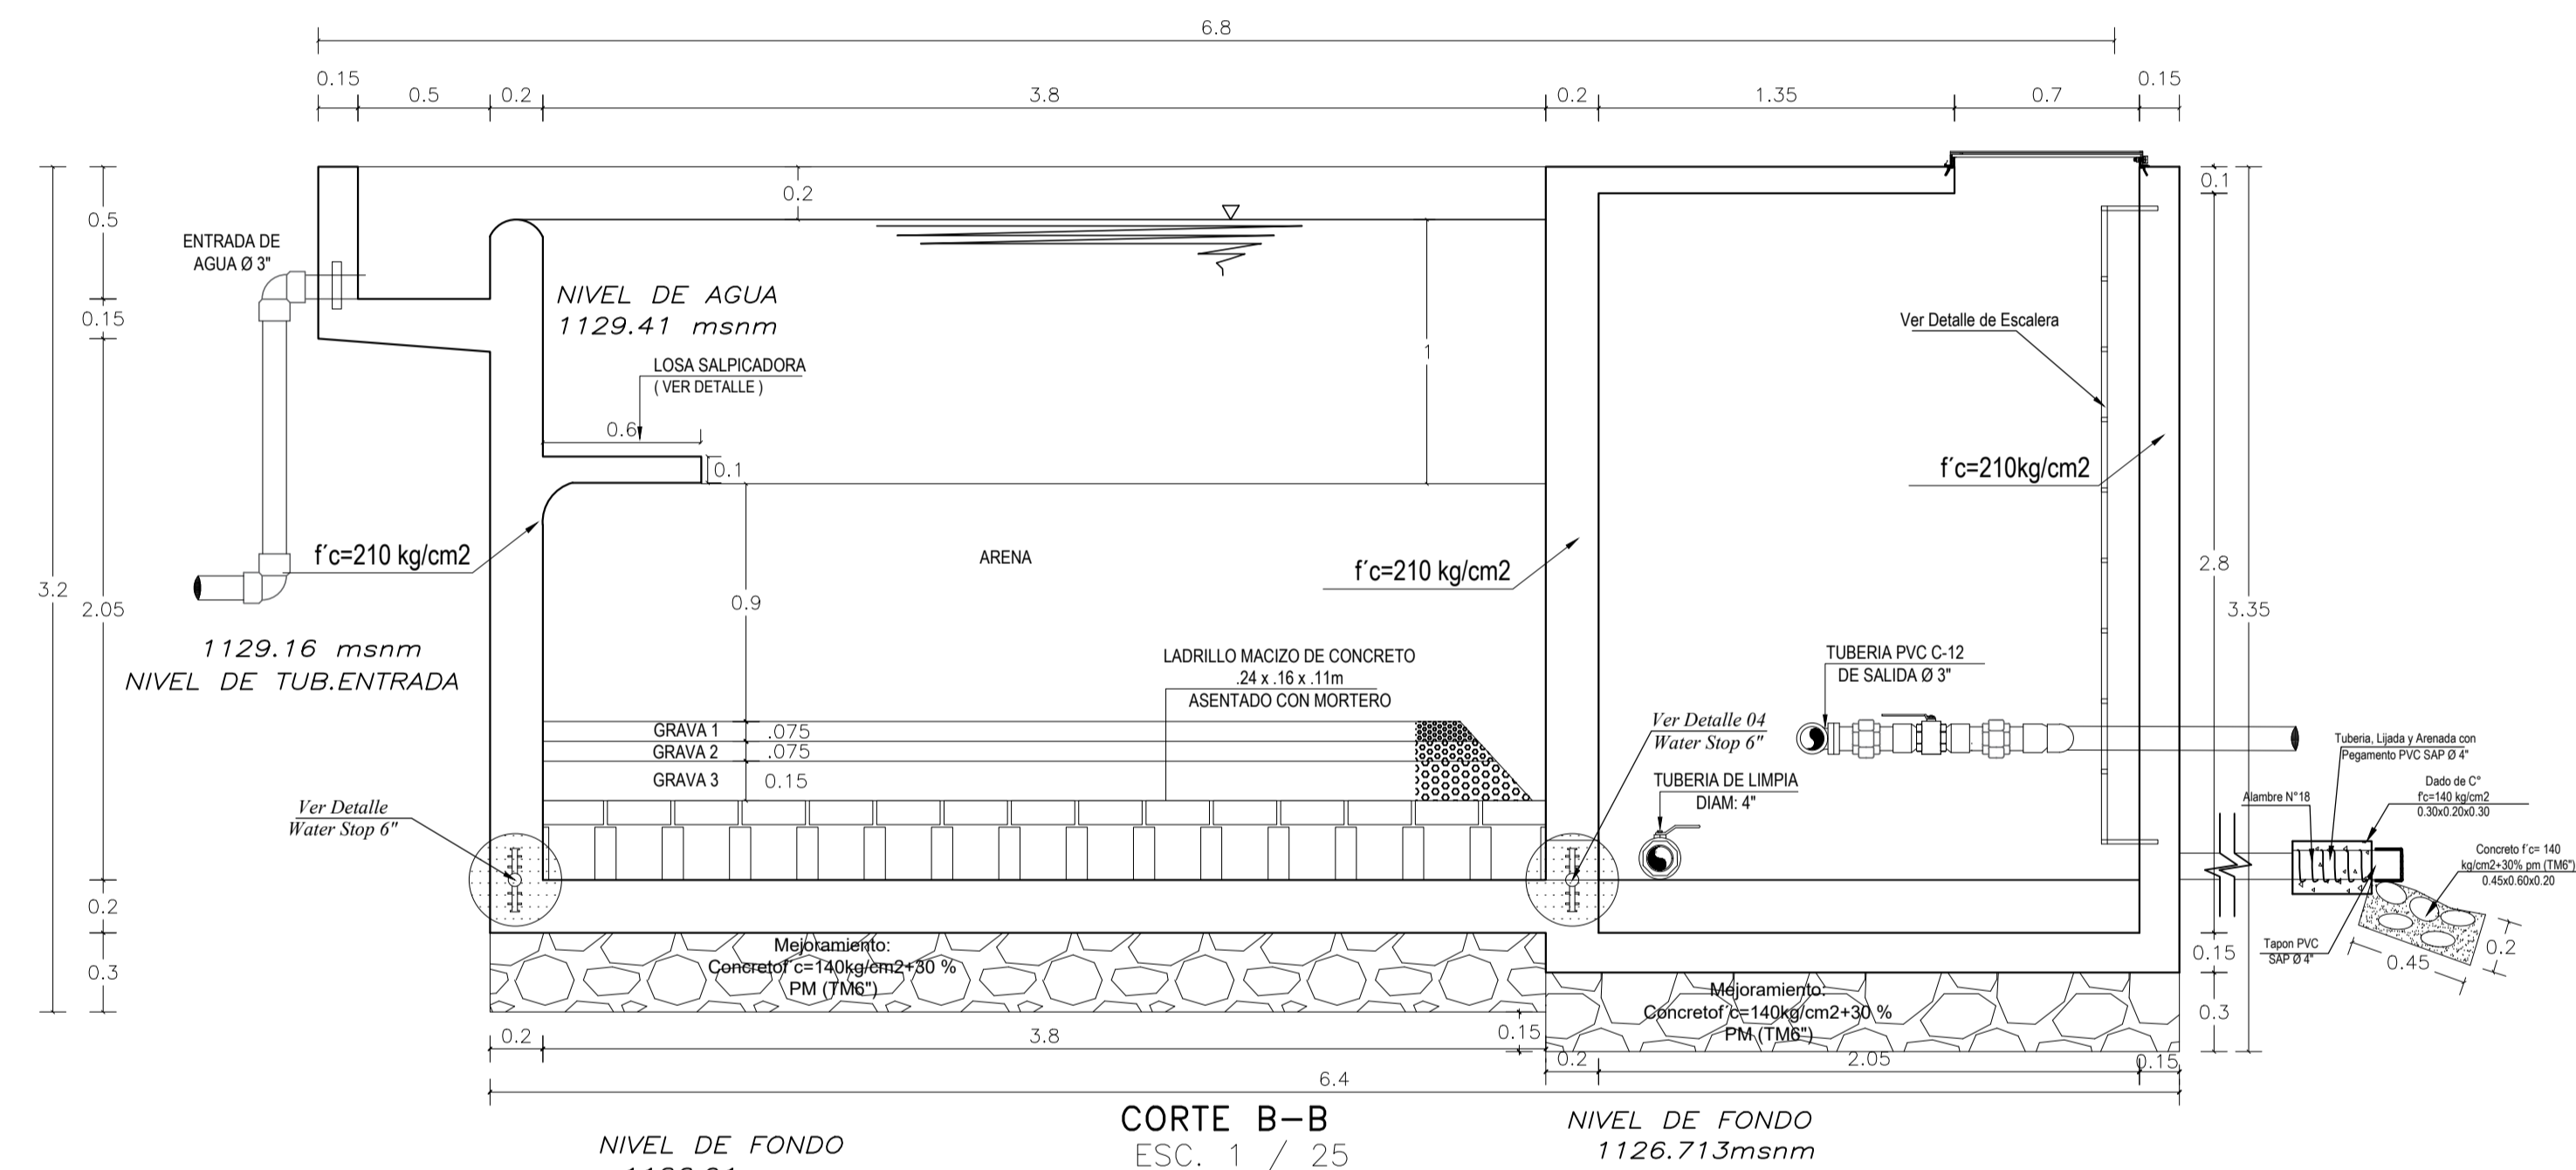 6.8
0.15
0.5
0.2
3.8
0.2
1.35
0.7
0.15
0.2
0.1
0.5
0.15
3.2
2.05
0.2
0.3
ENTRADA DE
AGUA Ø 3"
NIVEL DE AGUA
1129.41 msnm
LOSA SALPICADORA
( VER DETALLE )
0.6
0.1
1
f´c=210 kg/cm2
ARENA
0.9
f´c=210 kg/cm2
1129.16 msnm
NIVEL DE TUB.ENTRADA
LADRILLO MACIZO DE CONCRETO
.24 x .16 x .11m
ASENTADO CON MORTERO
GRAVA 1
.075
GRAVA 2
.075
GRAVA 3
0.15
Ver Detalle
Water Stop 6"
Ver Detalle de Escalera
f´c=210kg/cm2
2.8
3.35
TUBERIA PVC C-12
DE SALIDA Ø 3"
Ver Detalle 04
Water Stop 6"
TUBERIA DE LIMPIA
DIAM: 4"
Tuberia, Lijada y Arenada con
Pegamento PVC SAP Ø 4"
Dado de C°
f'c=140 kg/cm2
0.30x0.20x0.30
Alambre N°18
Concreto f´c= 140
kg/cm2+30% pm (TM6")
0.45x0.60x0.20
Tapon PVC
SAP Ø 4"
0.45
0.2
0.15
0.3
Mejoramiento:
Concretof´c=140kg/cm2+30 %
PM (TM6")
Mejoramiento:
Concretof´c=140kg/cm2+30 %
PM (TM6")
0.2
3.8
0.15
0.2
2.05
0.15
6.4
CORTE B-B
ESC. 1 / 25
NIVEL DE FONDO
NIVEL DE FONDO
1126.713msnm